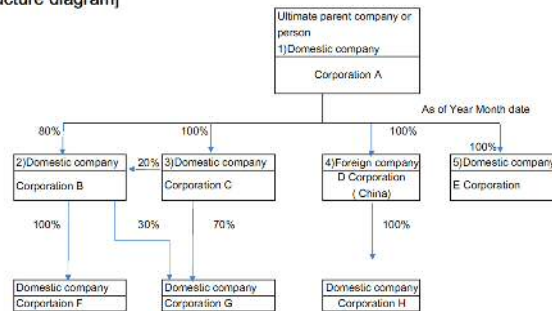 ucture diagram]
Ultimate parent company or
person
1)Domestic company
Corporation A
As of Year Month date
80%
100%
100%
100%
2)Domestic company
Corporation B
20%
3)Domestic company
Corporation C
4)Foreign company
D Corporation
( China)
5)Domestic company
E Corporation
100%
30%
70%
100%
Domestic company
Corportaion F
Domestic company
Corporation G
Domestic company
Corporation H